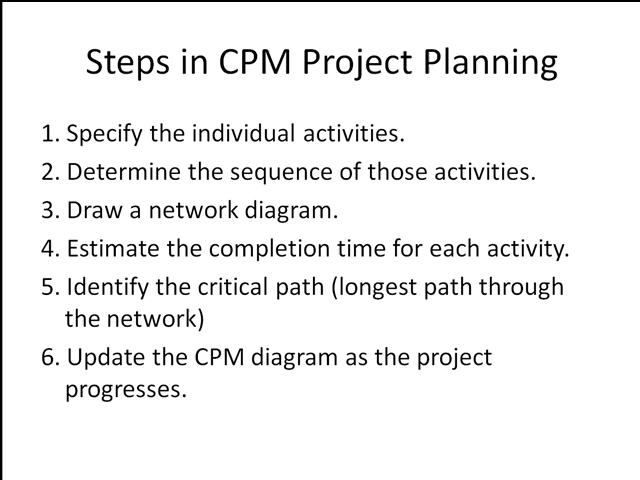 Steps in CPM Project Planning
1. Specify the individual activities.
2. Determine the sequence of those activities.
3. Draw a network diagram.
4. Estimate the completion time for each activity.
5. Identify the critical path (longest path through
the network)
6. Update the CPM diagram as the project
progresses.